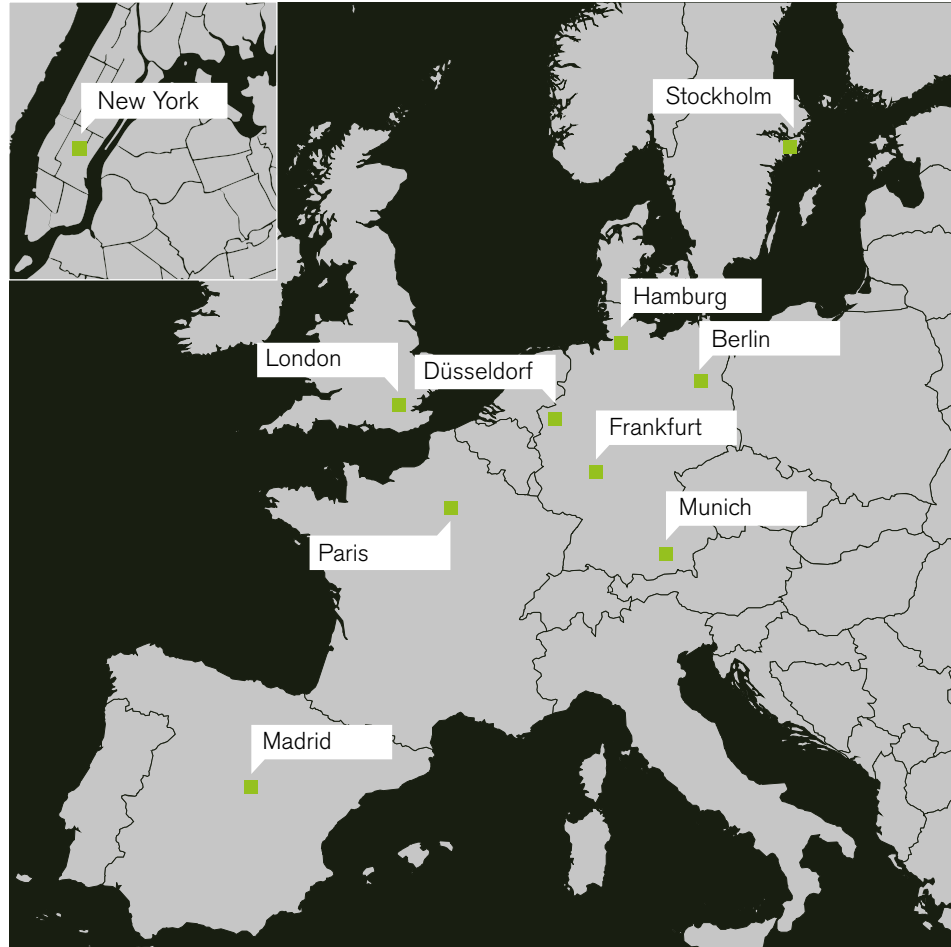 New York
Stockholm
Hamburg
Berlin
London
Düsseldorf
Frankfurt
Munich
Paris
Madrid